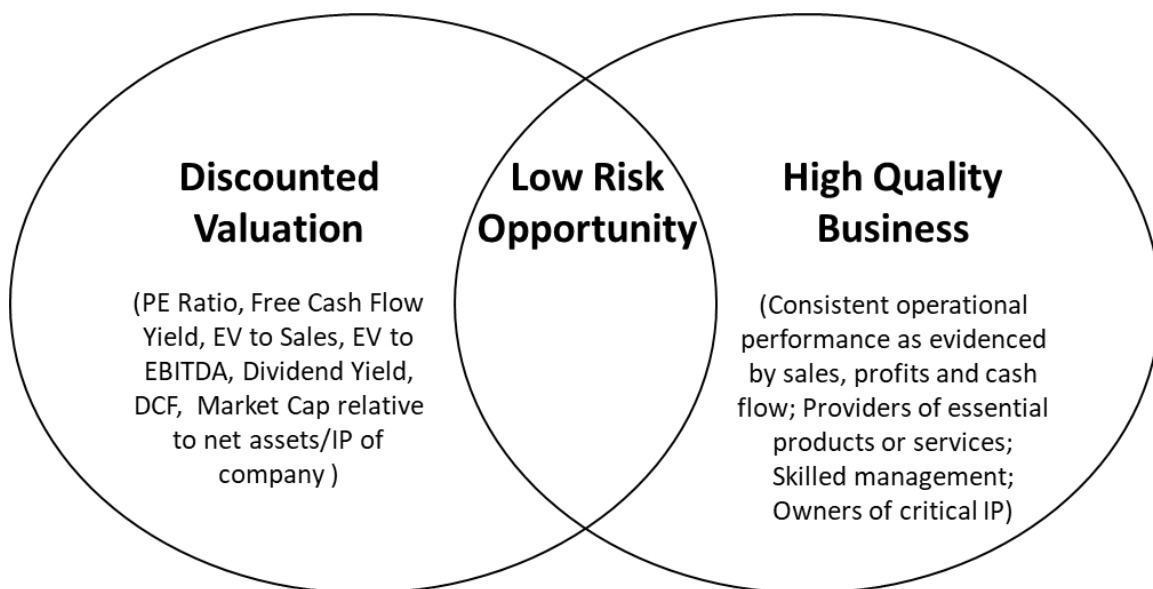 Discounted
Valuation
(PE Ratio, Free Cash Flow
Yield, EV to Sales, EV to
EBITDA, Dividend Yield,
DCF,  Market Cap relative
to net assets/IP of
company )
Low Risk
Opportunity
High Quality
Business
(Consistent operational
performance as evidenced
by sales, profits and cash
flow; Providers of essential
products or services;
Skilled management;
Owners of critical IP)